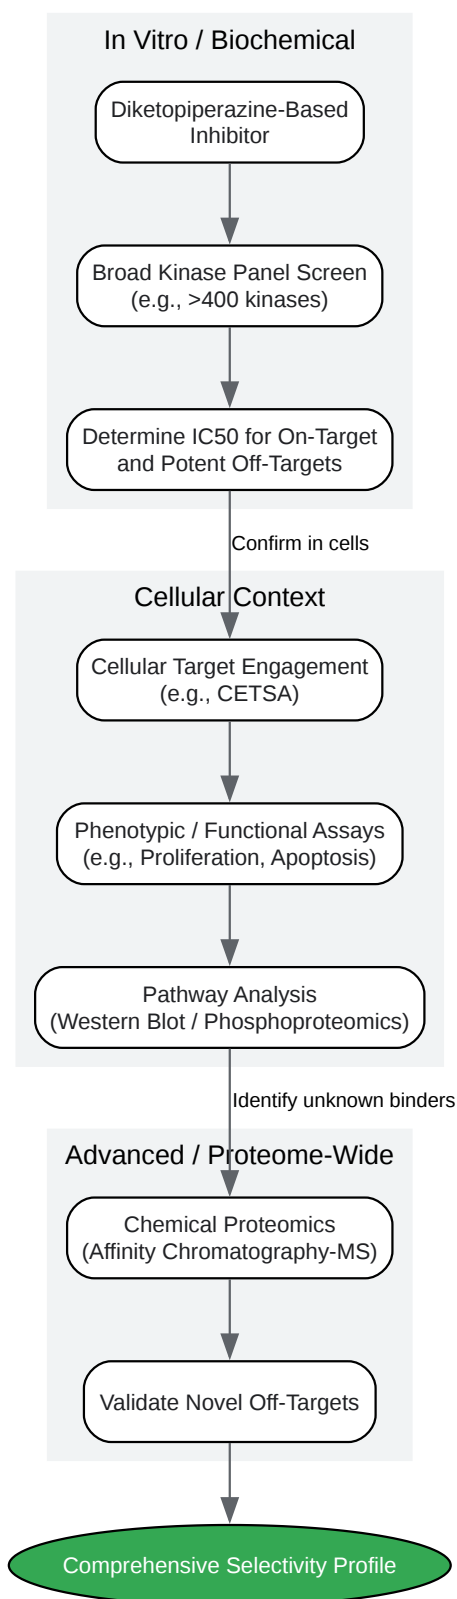 In Vitro / Biochemical
Diketopiperazine-Based
Inhibitor
Broad Kinase Panel Screen
(e.g., >400 kinases)
Determine IC50 for On-Target
and Potent Off-Targets
Confirm in cells
Cellular Context
Cellular Target Engagement
(e.g., CETSA)
Phenotypic / Functional Assays
(e.g., Proliferation, Apoptosis)
Pathway Analysis
(Western Blot / Phosphoproteomics)
Identify unknown binders
Advanced / Proteome-Wide
Chemical Proteomics
(Affinity Chromatography-MS)
Validate Novel Off-Targets
Comprehensive Selectivity Profile